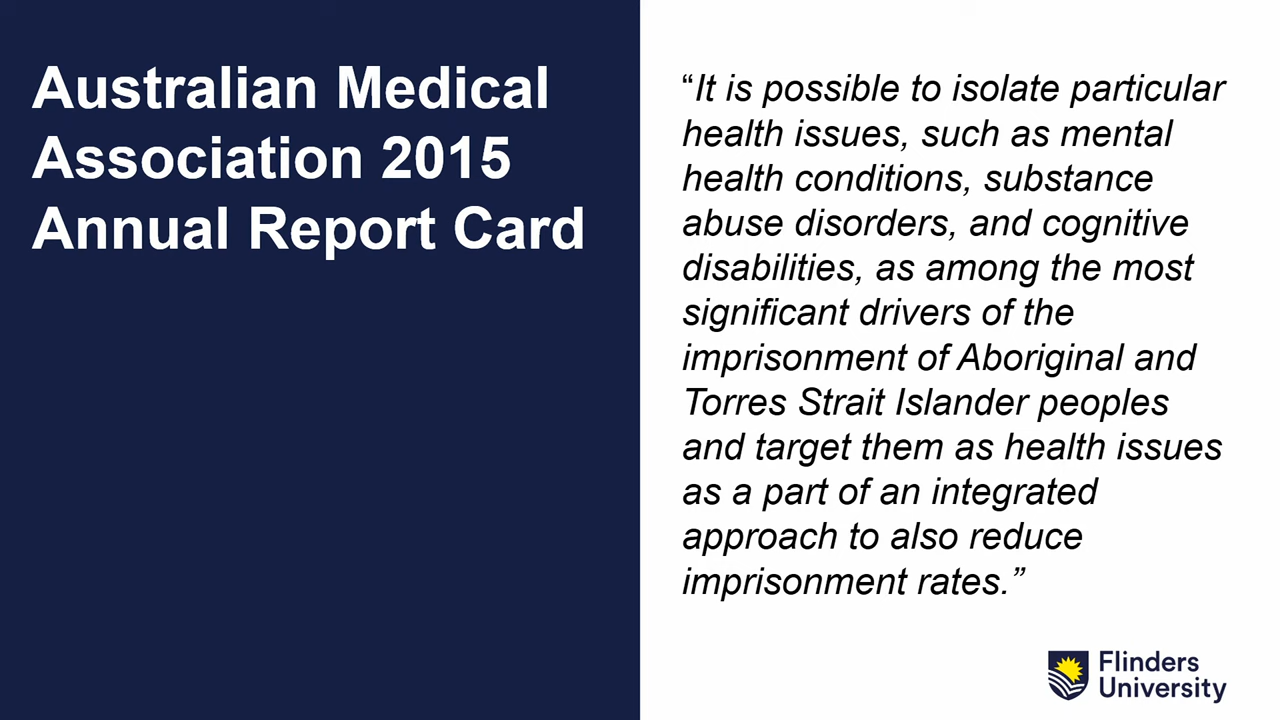 Australian Medical
Association 2015
Annual Report Card
“It is possible to isolate particular
health issues, such as mental
health conditions, substance
abuse disorders, and cognitive
disabilities, as among the most
significant drivers of the
imprisonment of Aboriginal and
Torres Strait Islander peoples
and target them as health issues
as a part of an integrated
approach to also reduce
imprisonment rates.”
Flinders
University